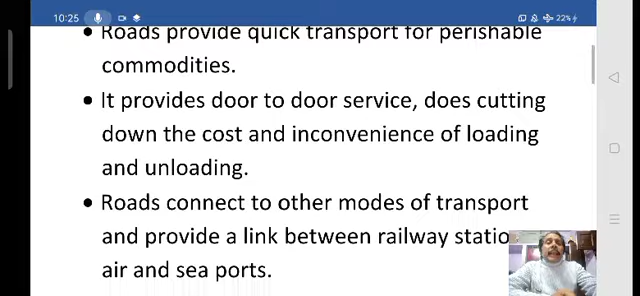 10:25
22%
• Roads provide quick transport for perishable
commodities.
• It provides door to door service, does cutting
down the cost and inconvenience of loading
and unloading.
• Roads connect to other modes of transport
and provide a link between railway
air and sea ports.